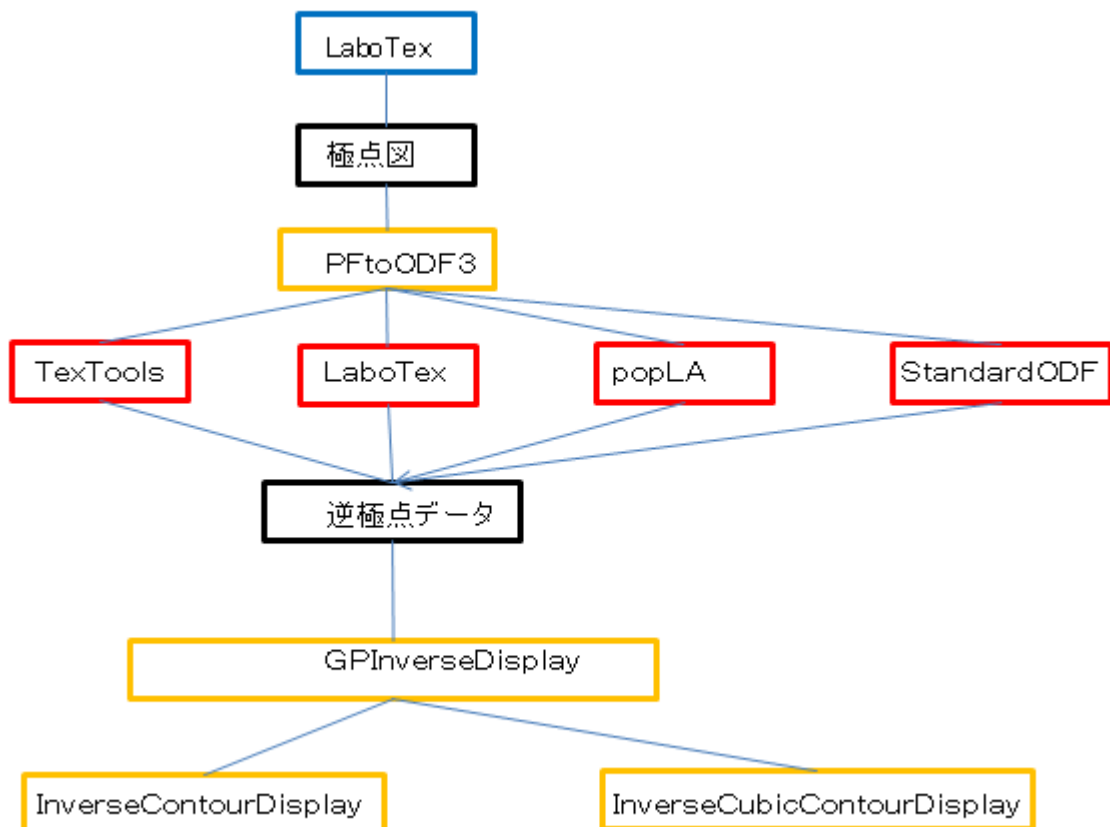 LaboTex
極点図
PFtoODF3
TexTools
LaboTex
popLA
StandardODF
逆極点データ
GPInverseDisplay
InverseContourDisplay
InverseCubicContourDisplay